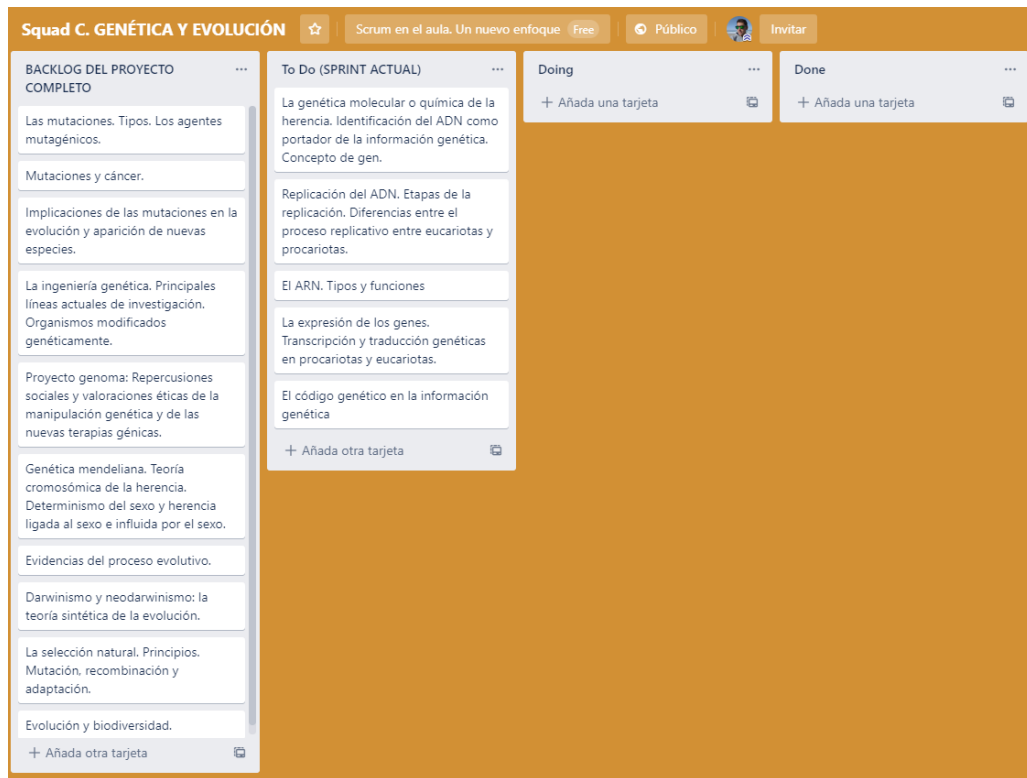 Squad C. GENÉTICA Y EVOLUCIÓN
Scrum en el aula. Un nuevo enfoque Free
Público
Invitar
BACKLOG DEL PROYECTO
COMPLETO
Las mutaciones. Tipos. Los agentes
mutagénicos.
Mutaciones y cáncer.
Implicaciones de las mutaciones en la
evolución y aparición de nuevas
especies.
La ingeniería genética. Principales
líneas actuales de investigación.
Organismos modificados
genéticamente.
Proyecto genoma: Repercusiones
sociales y valoraciones éticas de la
manipulación genética y de las
nuevas terapias génicas.
Genética mendeliana. Teoría
cromosómica de la herencia.
Determinismo del sexo y herencia
ligada al sexo e influida por el sexo.
Evidencias del proceso evolutivo.
Darwinismo y neodarwinismo: la
teoría sintética de la evolución.
La selección natural. Principios.
Mutación, recombinación y
adaptación.
Evolución y biodiversidad.
+ Añada otra tarjeta
To Do (SPRINT ACTUAL)
La genética molecular o química de la
herencia. Identificación del ADN como
portador de la información genética.
Concepto de gen.
Replicación del ADN. Etapas de la
replicación. Diferencias entre el
proceso replicativo entre eucariotas y
procariotas.
El ARN. Tipos y funciones
La expresión de los genes.
Transcripción y traducción genéticas
en procariotas y eucariotas.
El código genético en la información
genética
+ Añada otra tarjeta
Doing
+ Añada una tarjeta
Done
+ Añada una tarjeta